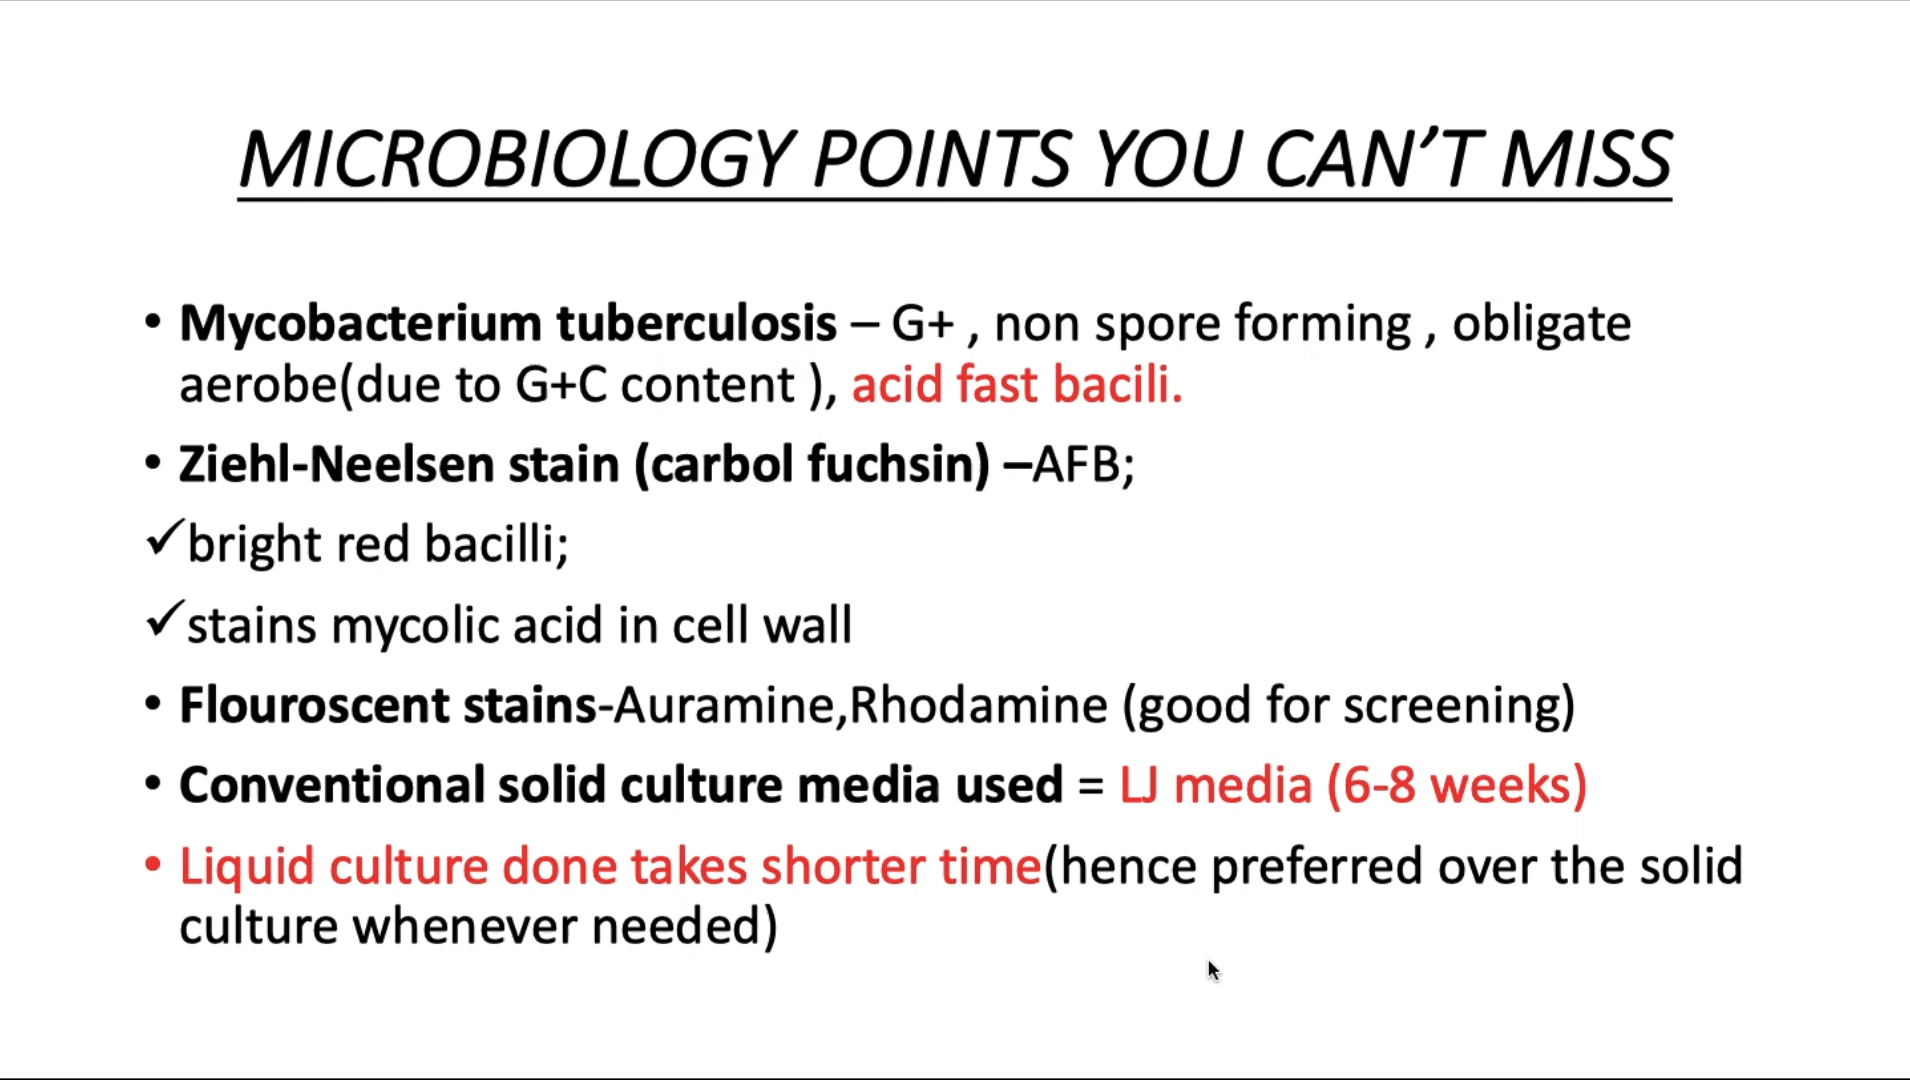 MICROBIOLOGY POINTS YOU CAN'T MISS
• Mycobacterium tuberculosis – G+ , non spore forming , obligate
aerobe(due to G+C content ), acid fast bacili.
• Ziehl-Neelsen stain (carbol fuchsin) –AFB;
✓bright red bacilli;
✓stains mycolic acid in cell wall
• Flouroscent stains-Auramine,Rhodamine (good for screening)
• Conventional solid culture media used = LJ media (6-8 weeks)
• Liquid culture done takes shorter time(hence preferred over the solid
culture whenever needed)